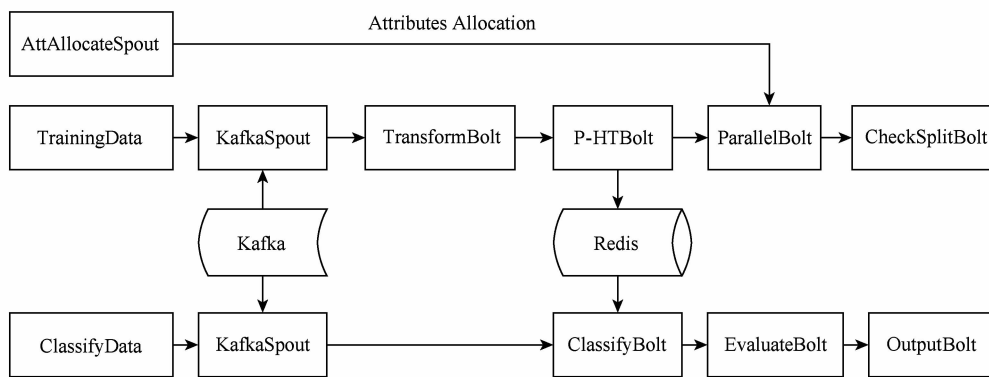 Attributes Allocation
AttAllocateSpout
TrainingData
KafkaSpout
TransformBolt
P-HTBolt
ParallelBolt
CheckSplitBolt
Kafka
Redis
ClassifyData
KafkaSpout
ClassifyBolt
EvaluateBolt
OutputBolt